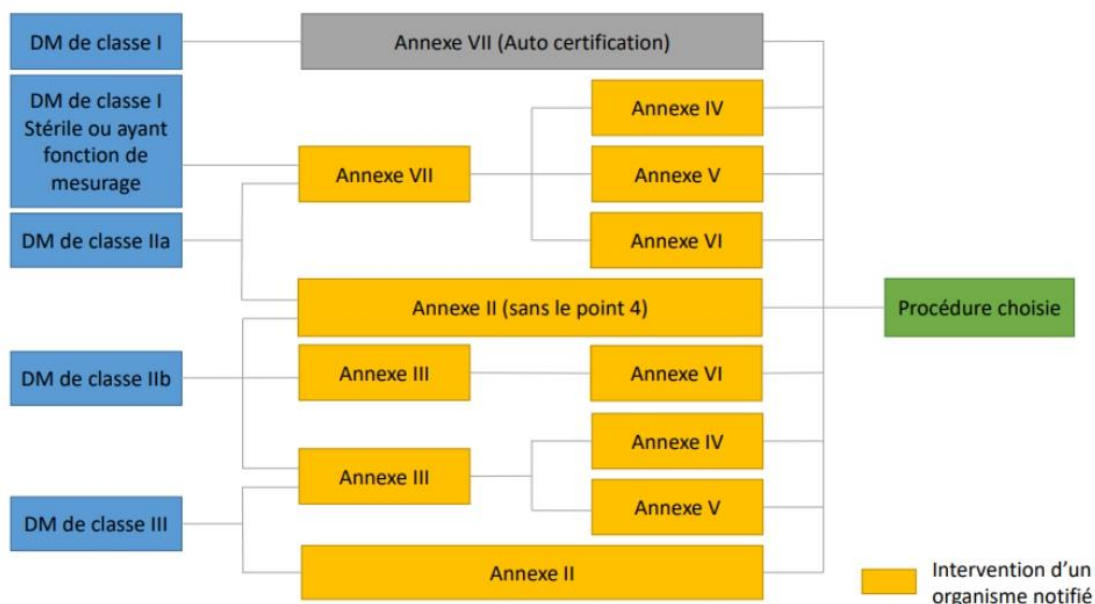 DM de classe I
Annexe VII (Auto certification)
DM de classe I
Stérile ou ayant
fonction de
mesurage
Annexe IV
Annexe VII
Annexe V
DM de classe IIa
Annexe VI
Annexe II (sans le point 4)
Procédure choisie
DM de classe IIb
Annexe III
Annexe VI
Annexe IV
Annexe III
Annexe V
DM de classe III
Annexe II
Intervention d’un
organisme notifié